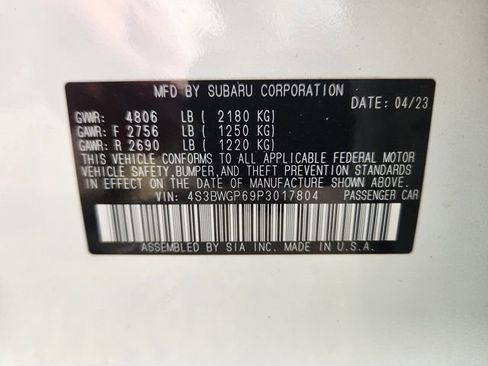 MFD BY SUBARU CORPORATION
DATE: 04/23
GVWR: 4806 LB ( 2180 KG)
GAWR: F 2756 LB ( 1250 KG)
GAWR: R 2690 LB ( 1220 KG)
THIS VEHICLE CONFORMS TO ALL APPLICABLE FEDERAL MOTOR
VEHICLE SAFETY, BUMPER, AND THEFT PREVENTION STANDARDS
IN EFFECT ON THE DATE OF MANUFACTURE SHOWN ABOVE.
VIN: 4S3BWGP69P3017804 PASSENGER CAR
ASSEMBLED BY SIA INC. MADE IN U.S.A.